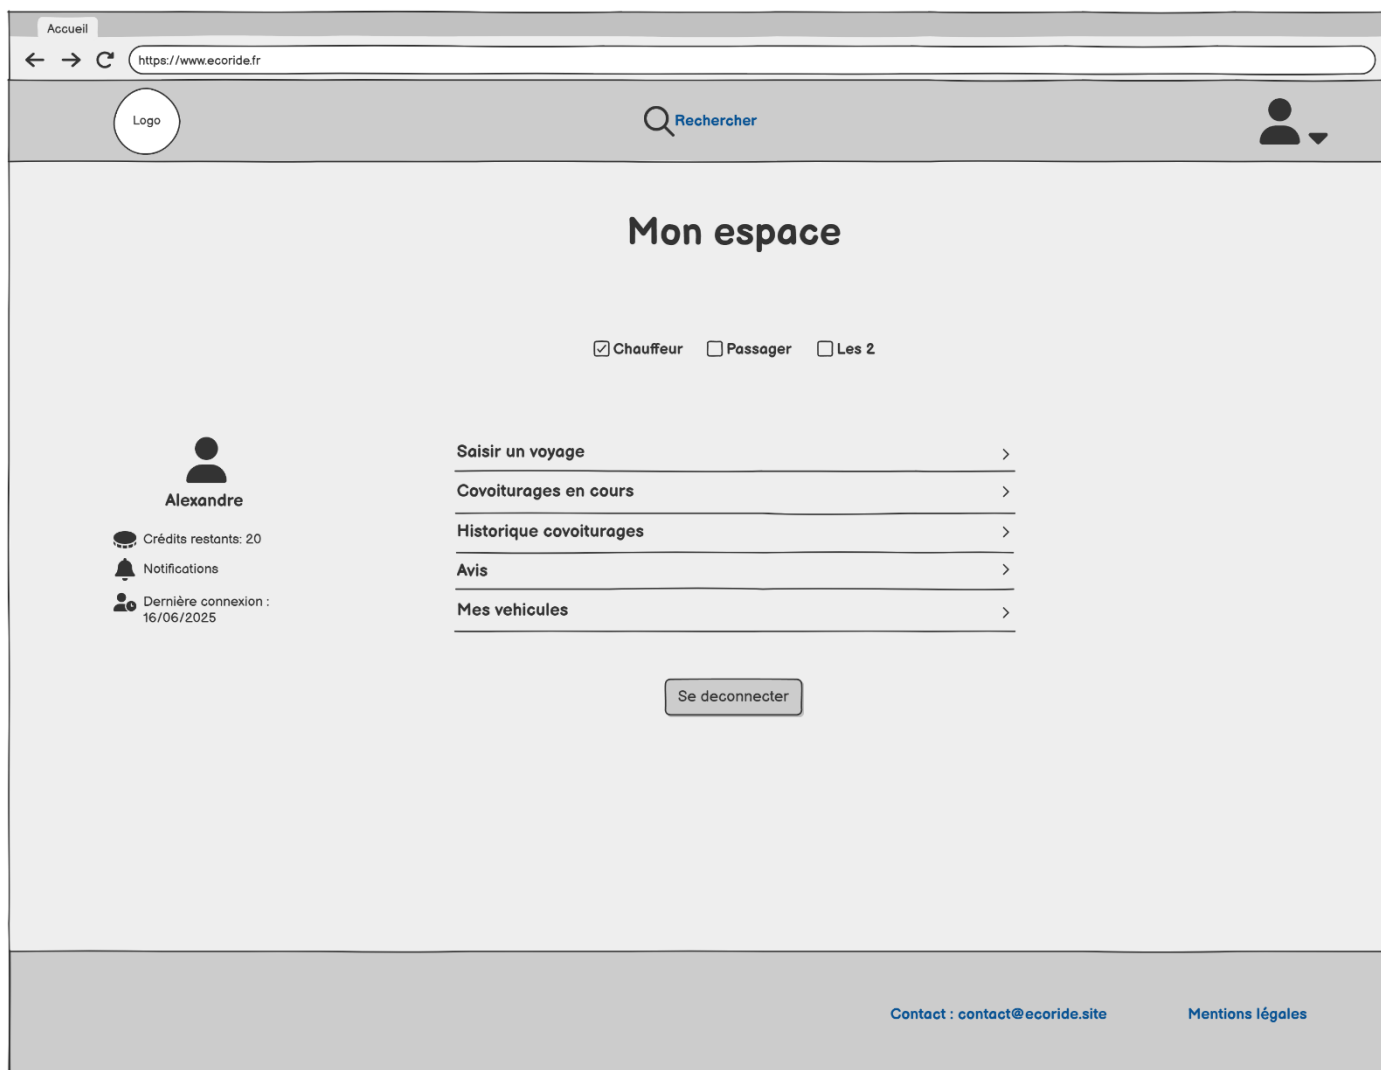 Accueil
https://www.ecoride.fr
Logo
Rechercher
Mon espace
Chauffeur Passager Les 2
Alexandre
Crédits restants: 20
Notifications
Dernière connexion :
16/06/2025
Saisir un voyage
Covoiturages en cours
Historique covoiturages
Avis
Mes vehicules
Se deconnecter
Contact : contact@ecoride.site
Mentions légales